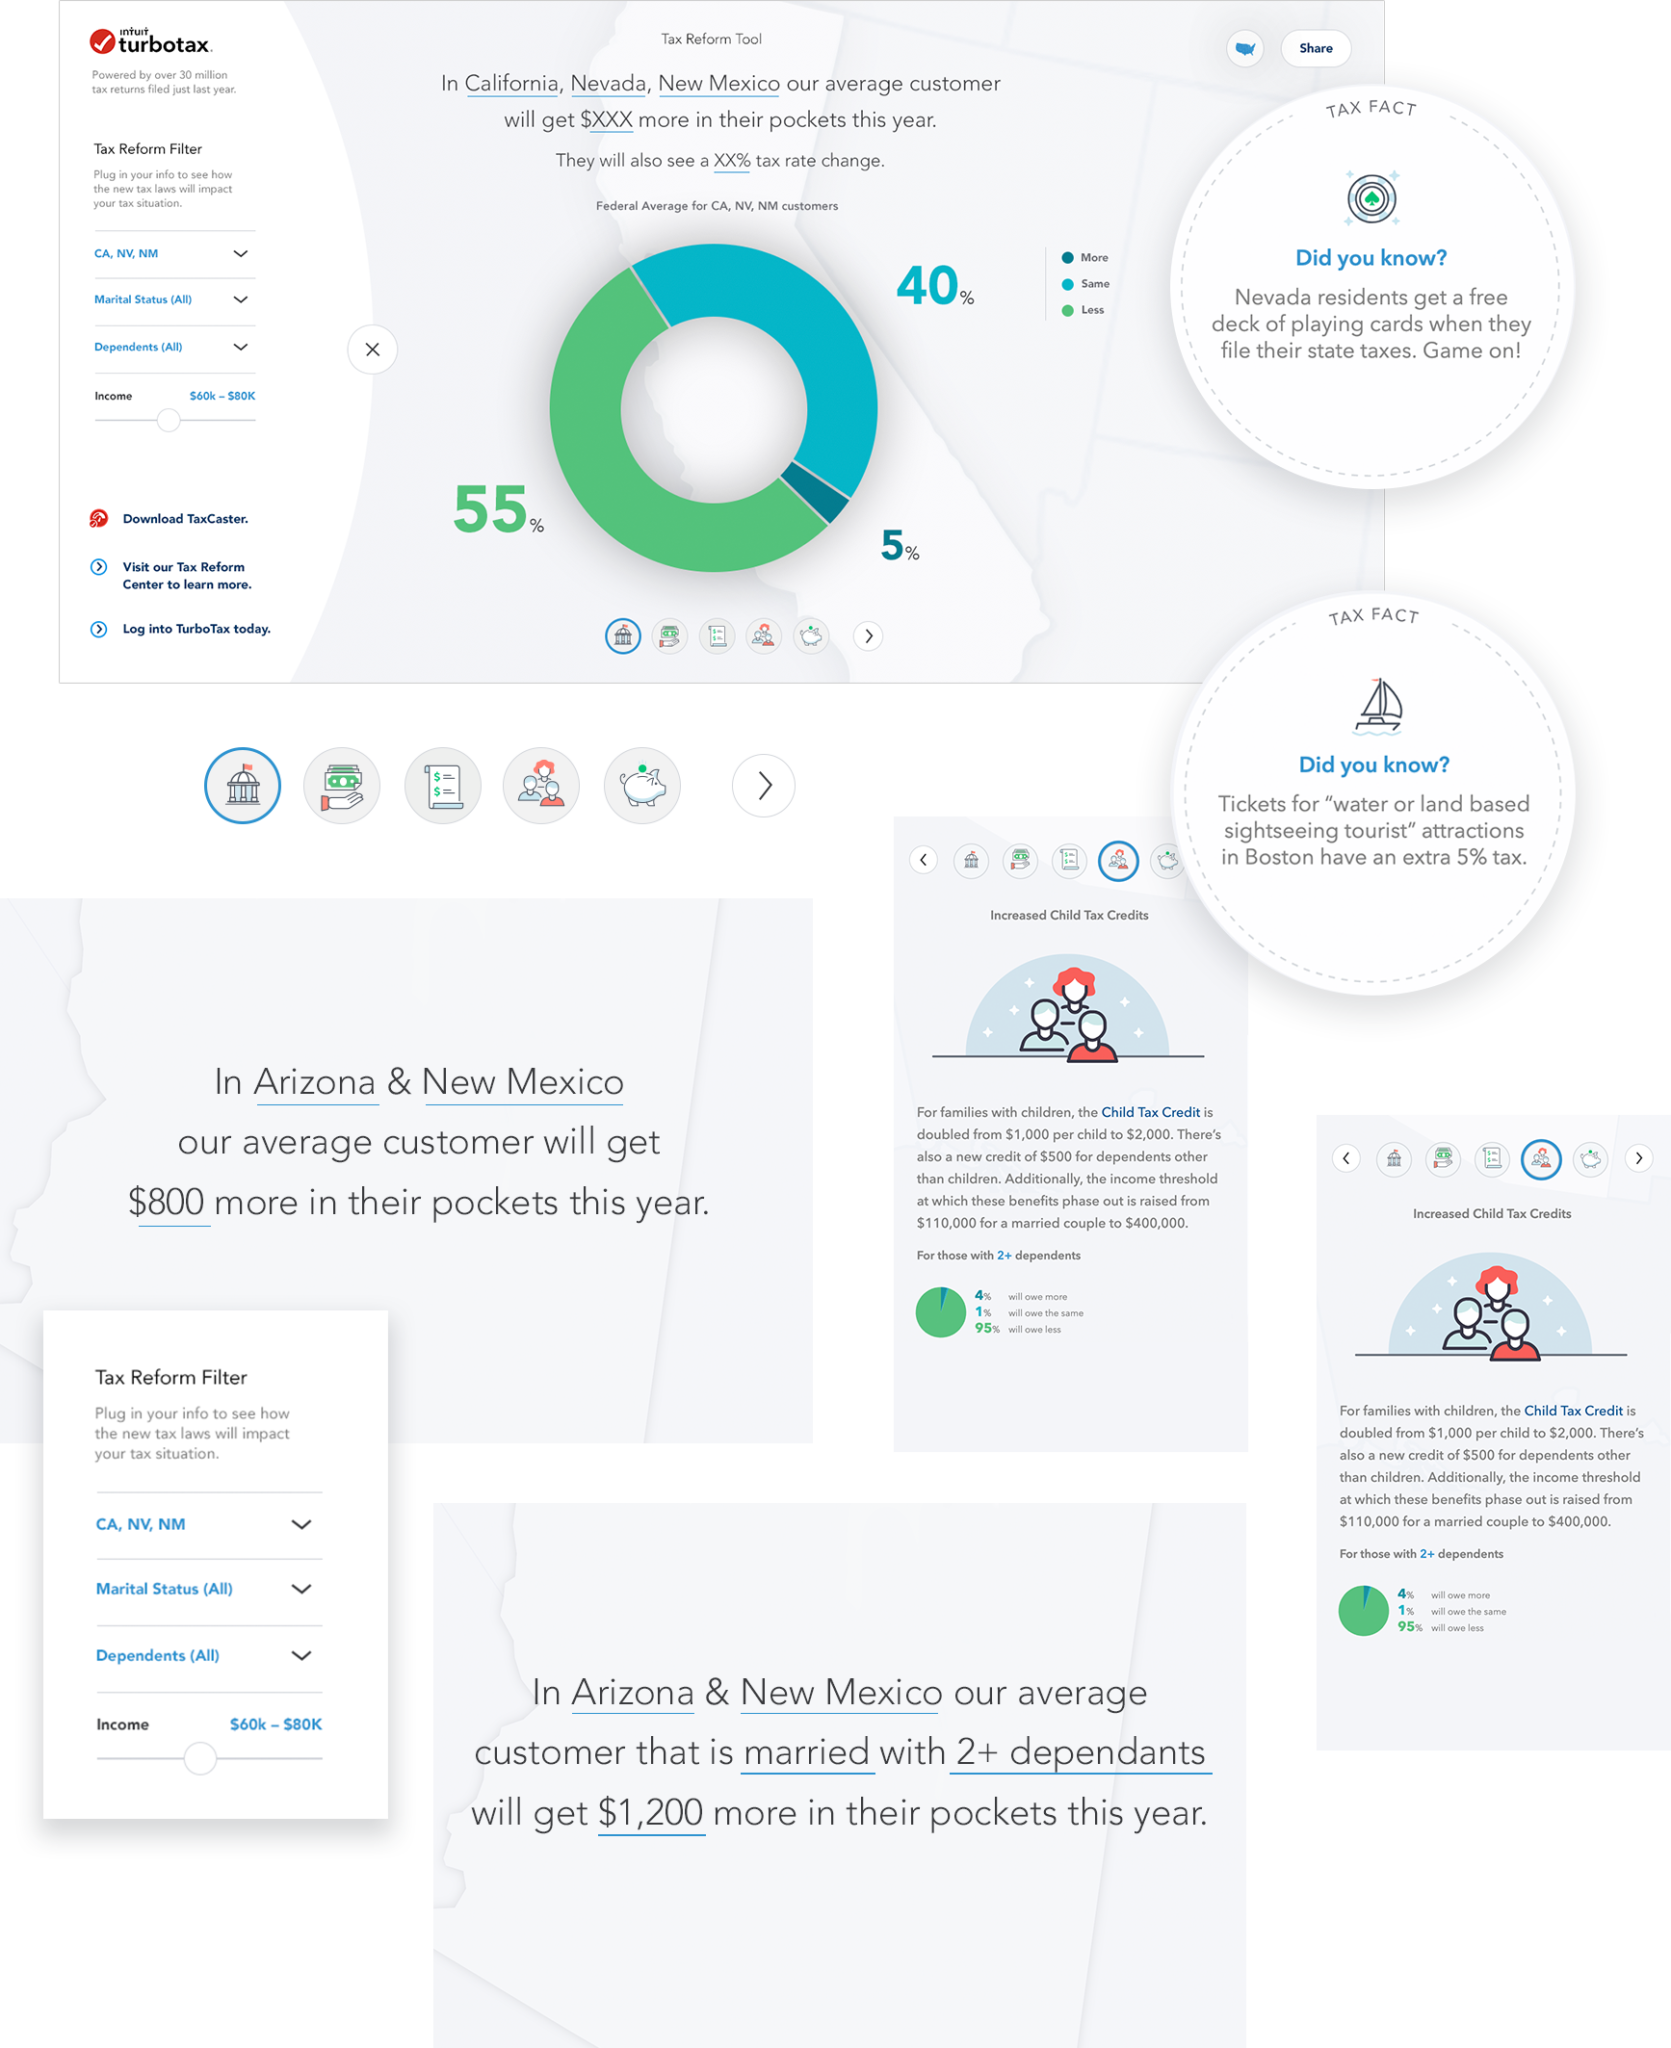 intuit
turbotax.
Powered by over 30 million
tax returns filed just last year.
Tax Reform Filter
Plug in your info to see how
the new tax laws will impact
your tax situation.
CA, NV, NM
Marital Status (All)
Dependents (All)
Income $60k – $80K
Download TaxCaster.
Visit our Tax Reform
Center to learn more.
Log into TurboTax today.
Tax Reform Tool
In California, Nevada, New Mexico our average customer
will get $XXX more in their pockets this year.
They will also see a XX% tax rate change.
Federal Average for CA, NV, NM customers
40%
55%
5%
More
Same
Less
Share
TAX FACT
Did you know?
Nevada residents get a free
deck of playing cards when they
file their state taxes. Game on!
TAX FACT
Did you know?
Tickets for “water or land based
sightseeing tourist” attractions
in Boston have an extra 5% tax.
In Arizona & New Mexico
our average customer will get
$800 more in their pockets this year.
Increased Child Tax Credits
For families with children, the Child Tax Credit is
doubled from $1,000 per child to $2,000. There’s
also a new credit of $500 for dependents other
than children. Additionally, the income threshold
at which these benefits phase out is raised from
$110,000 for a married couple to $400,000.
For those with 2+ dependents
4% will owe more
1% will owe the same
95% will owe less
Increased Child Tax Credits
For families with children, the Child Tax Credit is
doubled from $1,000 per child to $2,000. There’s
also a new credit of $500 for dependents other
than children. Additionally, the income threshold
at which these benefits phase out is raised from
$110,000 for a married couple to $400,000.
For those with 2+ dependents
4% will owe more
1% will owe the same
95% will owe less
Tax Reform Filter
Plug in your info to see how
the new tax laws will impact
your tax situation.
CA, NV, NM
Marital Status (All)
Dependents (All)
Income $60k – $80K
In Arizona & New Mexico our average
customer that is married with 2+ dependants
will get $1,200 more in their pockets this year.